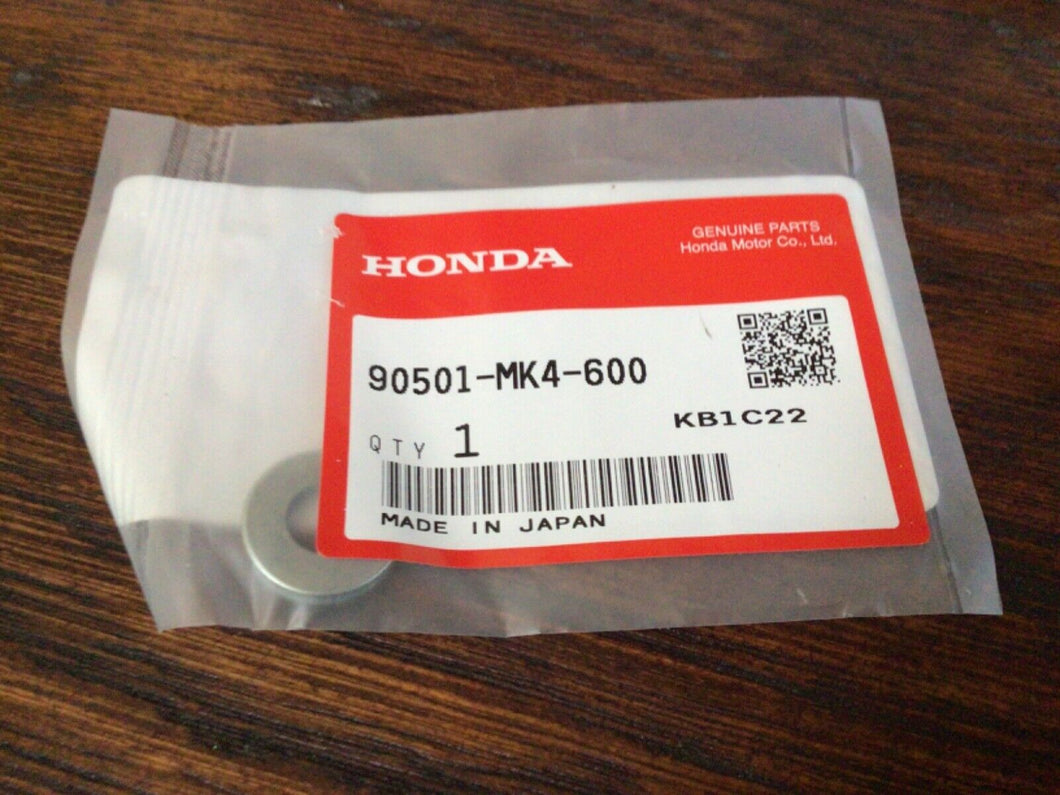 HONDA
GENUINE PARTS
Honda Motor Co., Ltd.
90501-MK4-600
KB1C22
QTY 1
MADE IN JAPAN